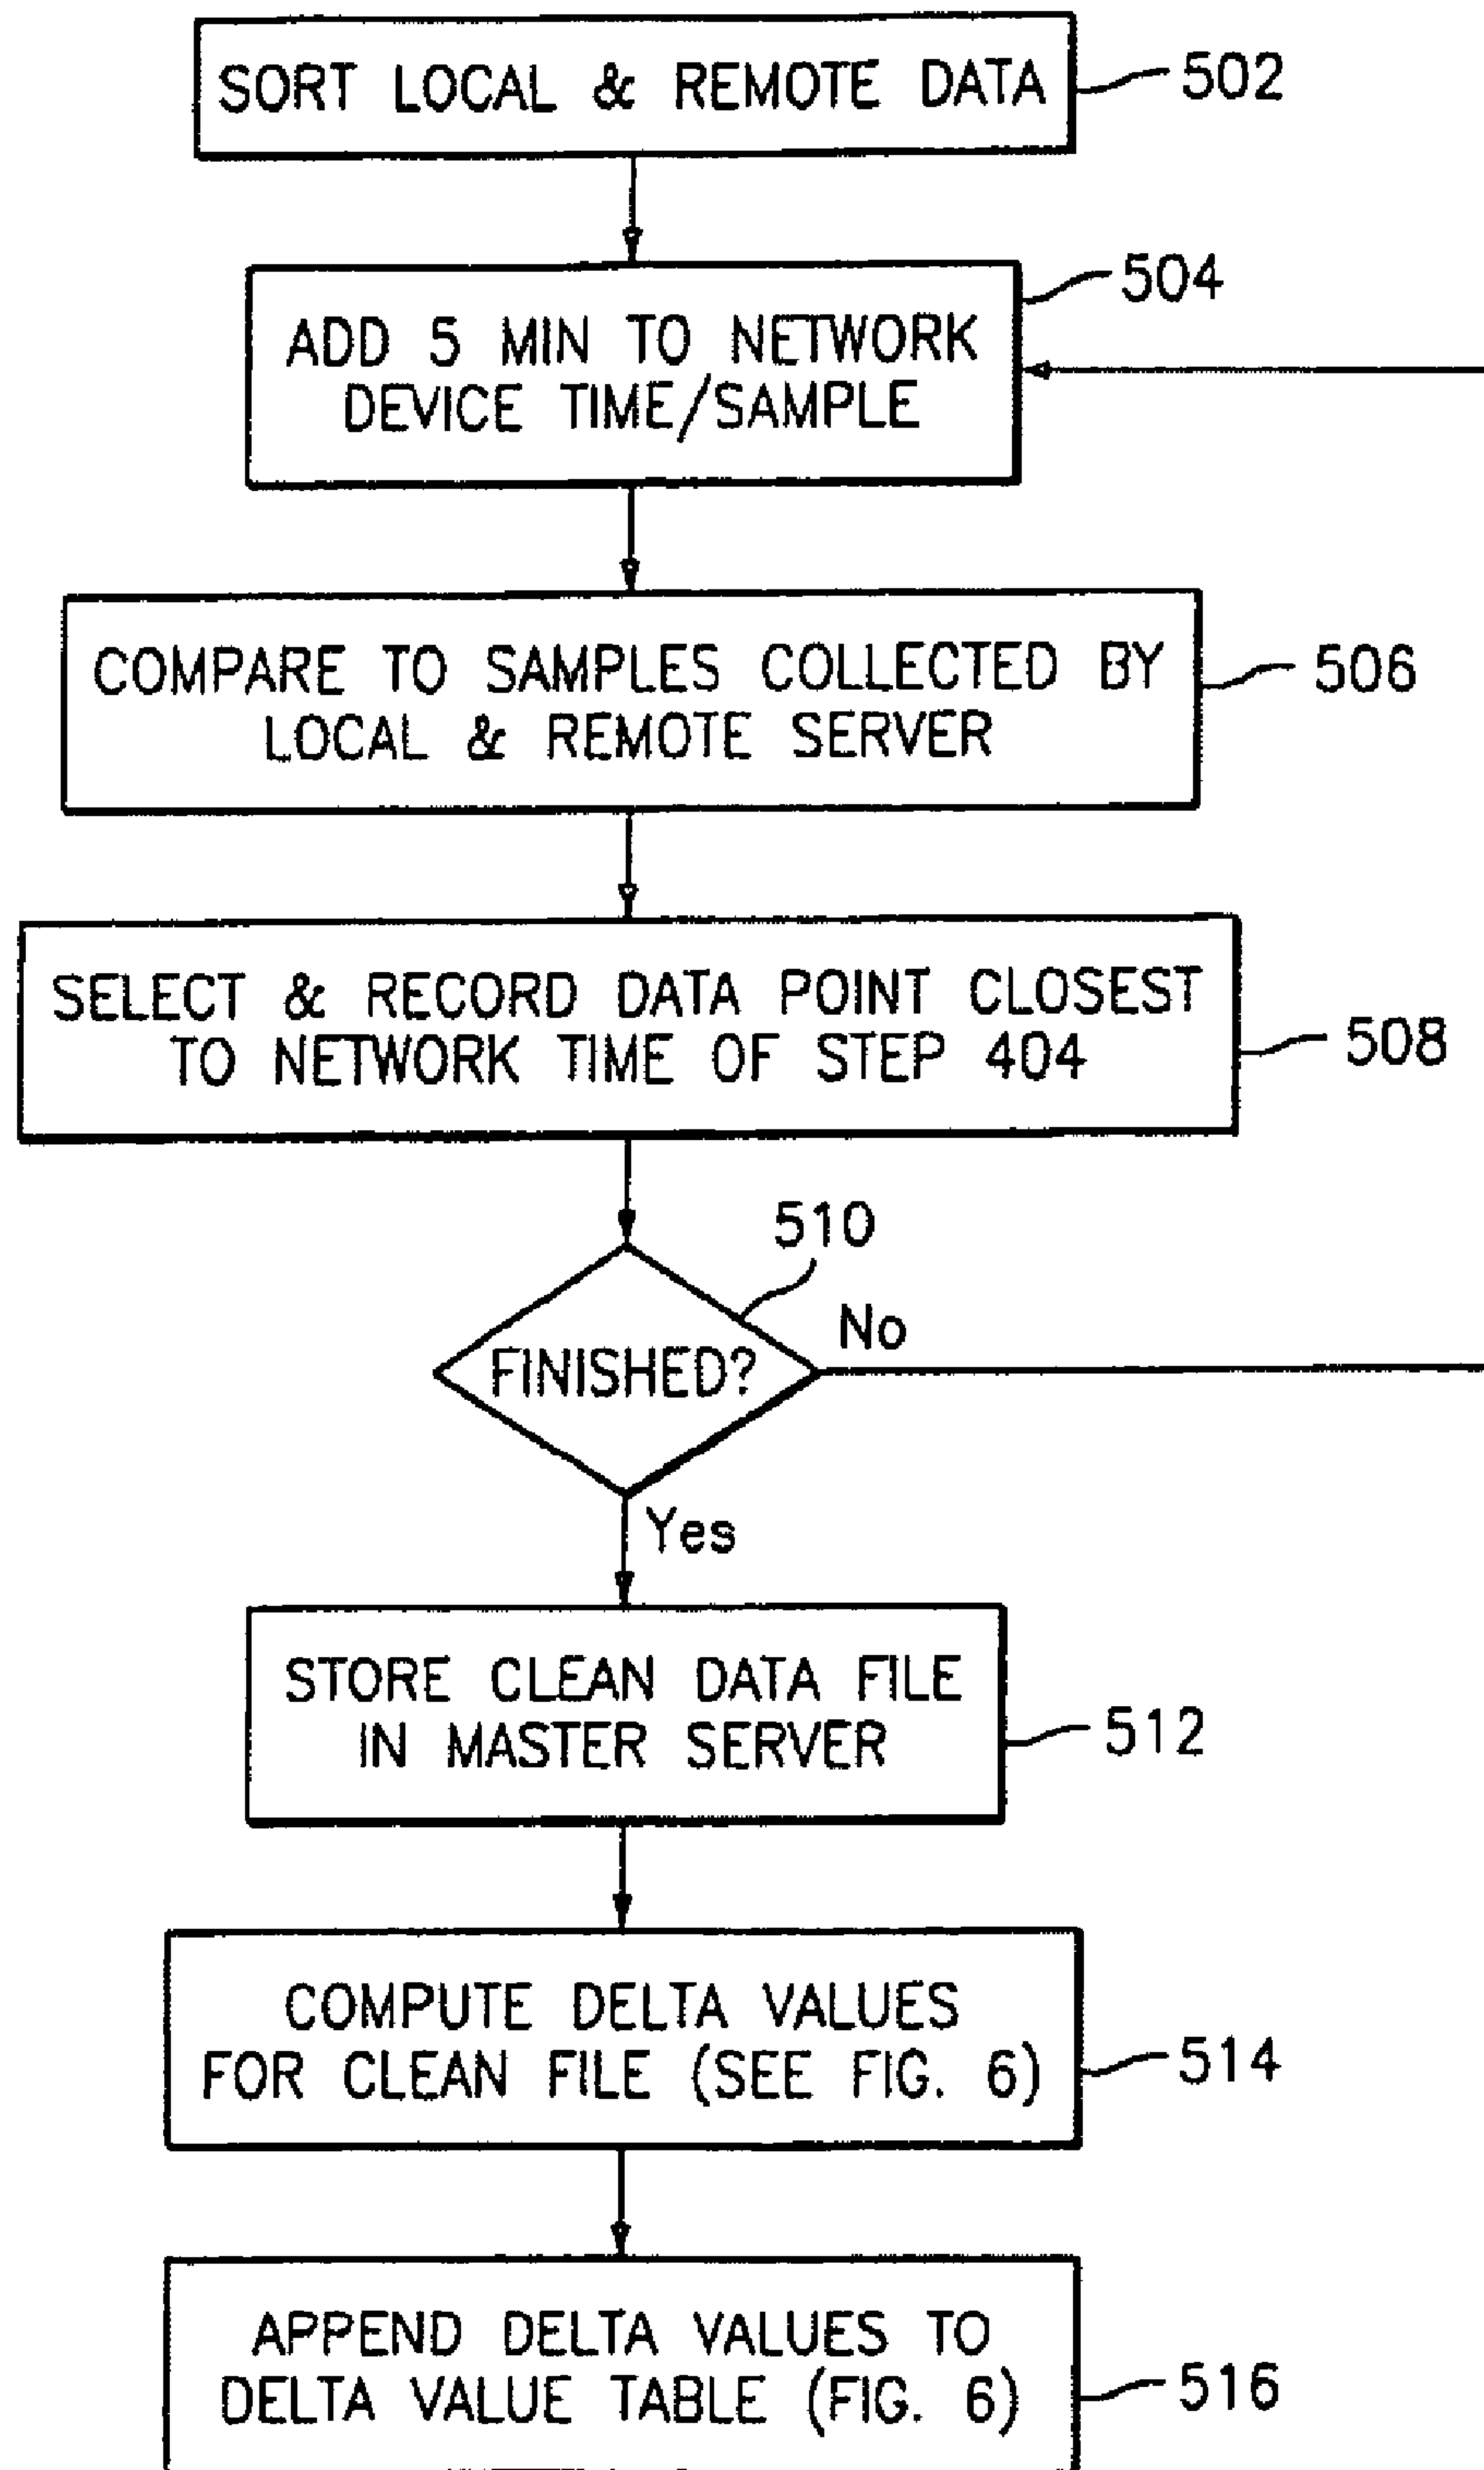 SORT LOCAL & REMOTE DATA
502
504
ADD 5 MIN TO NETWORK
DEVICE TIME/SAMPLE
COMPARE TO SAMPLES COLLECTED BY
LOCAL & REMOTE SERVER
506
SELECT & RECORD DATA POINT CLOSEST
TO NETWORK TIME OF STEP 404
508
510
No
FINISHED?
Yes
STORE CLEAN DATA FILE
IN MASTER SERVER
512
COMPUTE DELTA VALUES
FOR CLEAN FILE (SEE FIG. 6)
514
APPEND DELTA VALUES TO
DELTA VALUE TABLE (FIG. 6)
516